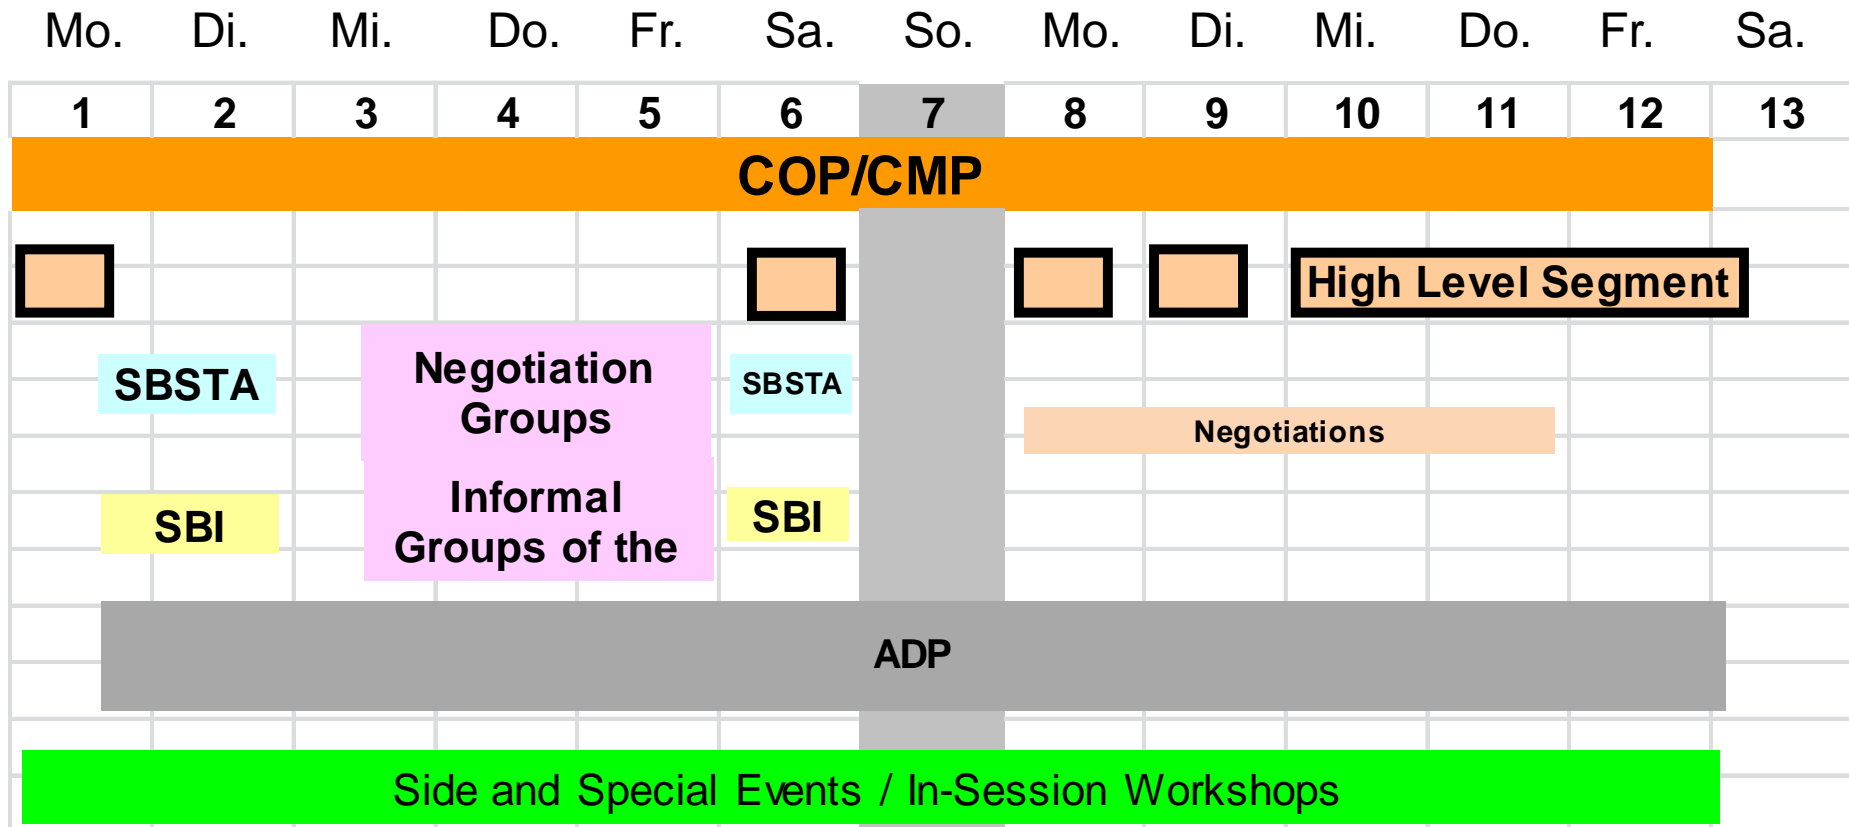 Mo. Di. Mi. Do. Fr. Sa. So. Mo. Di. Mi. Do. Fr. Sa.
1 2 3 4 5 6 7 8 9 10 11 12 13
COP/CMP
High Level Segment
Negotiation
Groups
SBSTA
SBSTA
Negotiations
Informal
Groups of the
SBI
SBI
ADP
Side and Special Events / In-Session Workshops